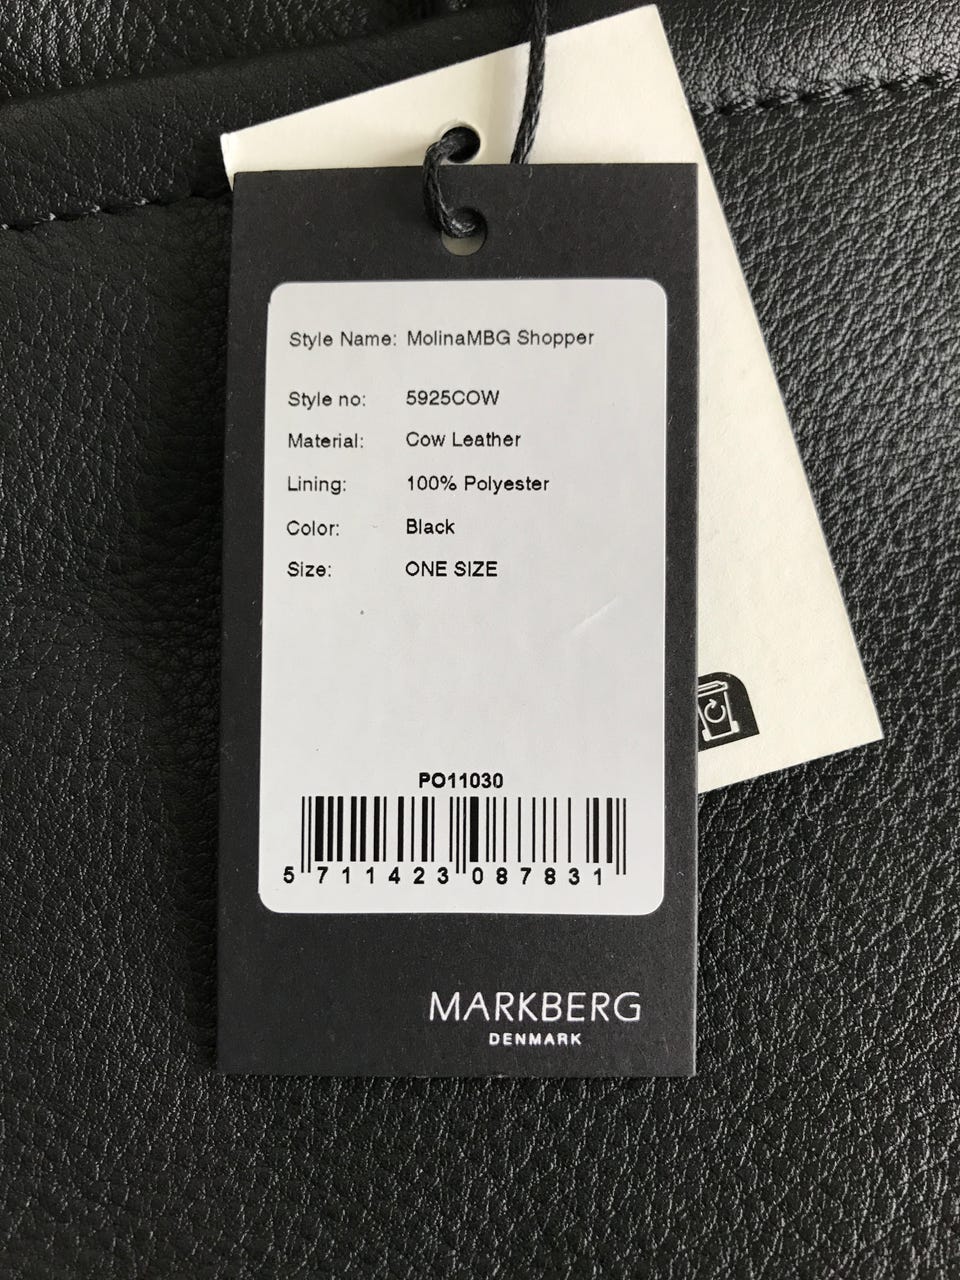 Style Name: MolinaMBG Shopper
Style no: 5925COW
Material: Cow Leather
Lining: 100% Polyester
Color: Black
Size: ONE SIZE
PO11030
5 711423 087831
MARKBERG
DENMARK